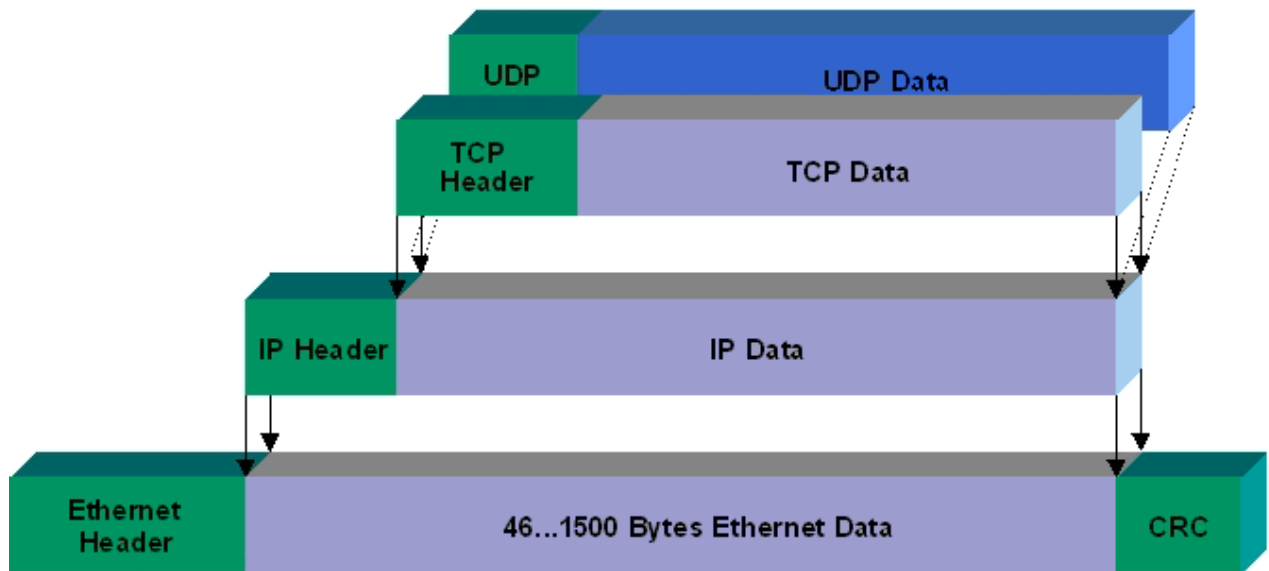 UDP
UDP Data
TCP
Header
TCP Data
IP Header
IP Data
Ethernet
Header
46...1500 Bytes Ethernet Data
CRC